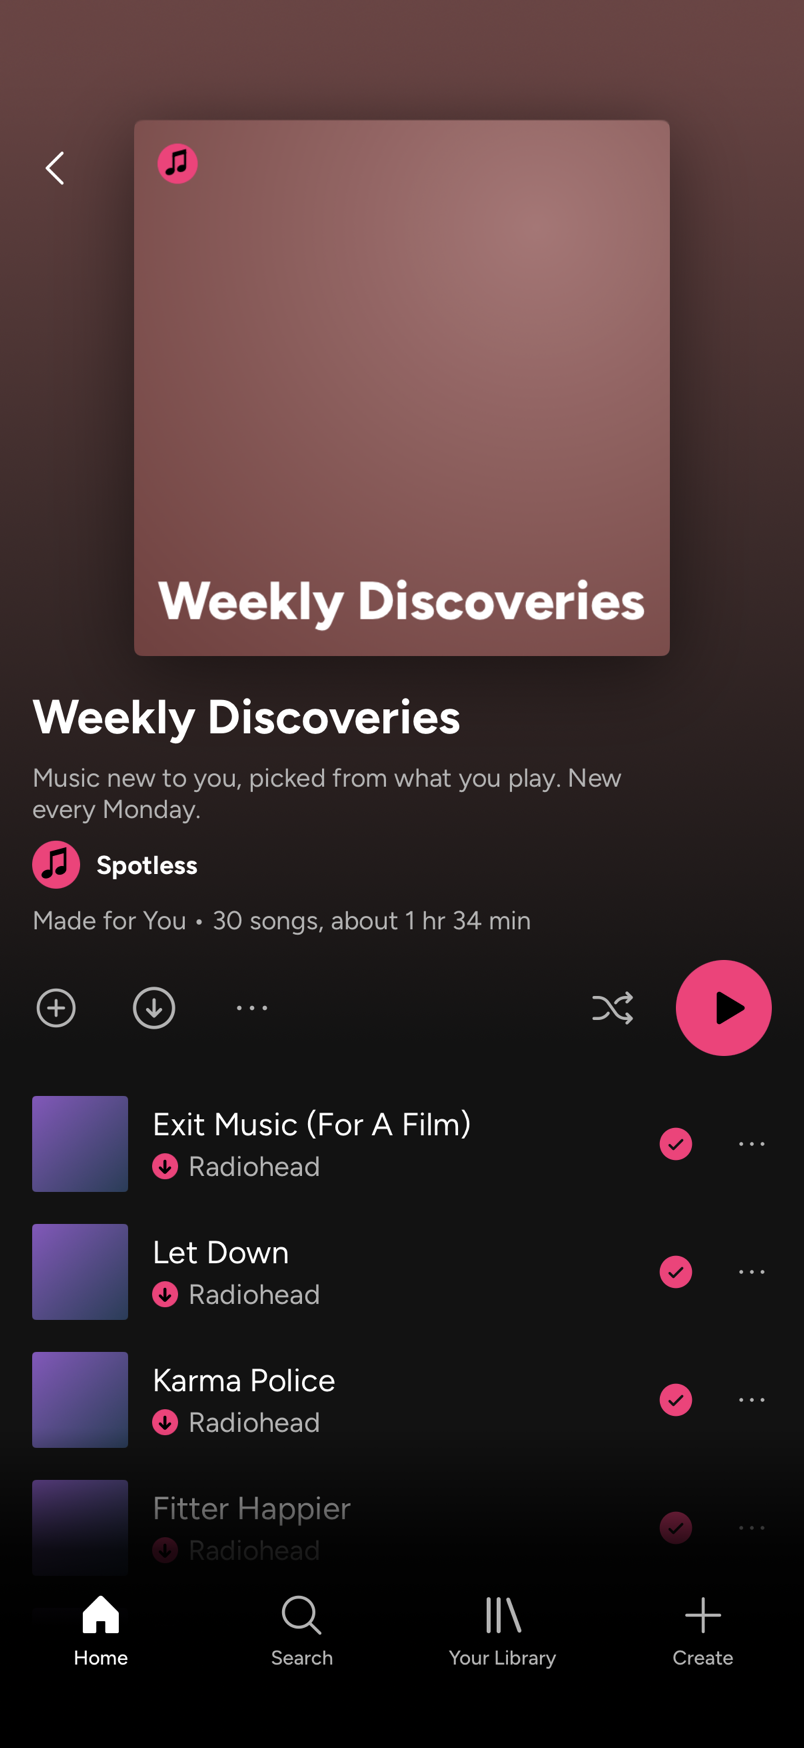 Weekly Discoveries
Weekly Discoveries
Music new to you, picked from what you play. New
every Monday.
Spotless
Made for You • 30 songs, about 1 hr 34 min
Exit Music (For A Film)
Radiohead
Let Down
Radiohead
Karma Police
Radiohead
Fitter Happier
Radiohead
Home
Search
Your Library
Create